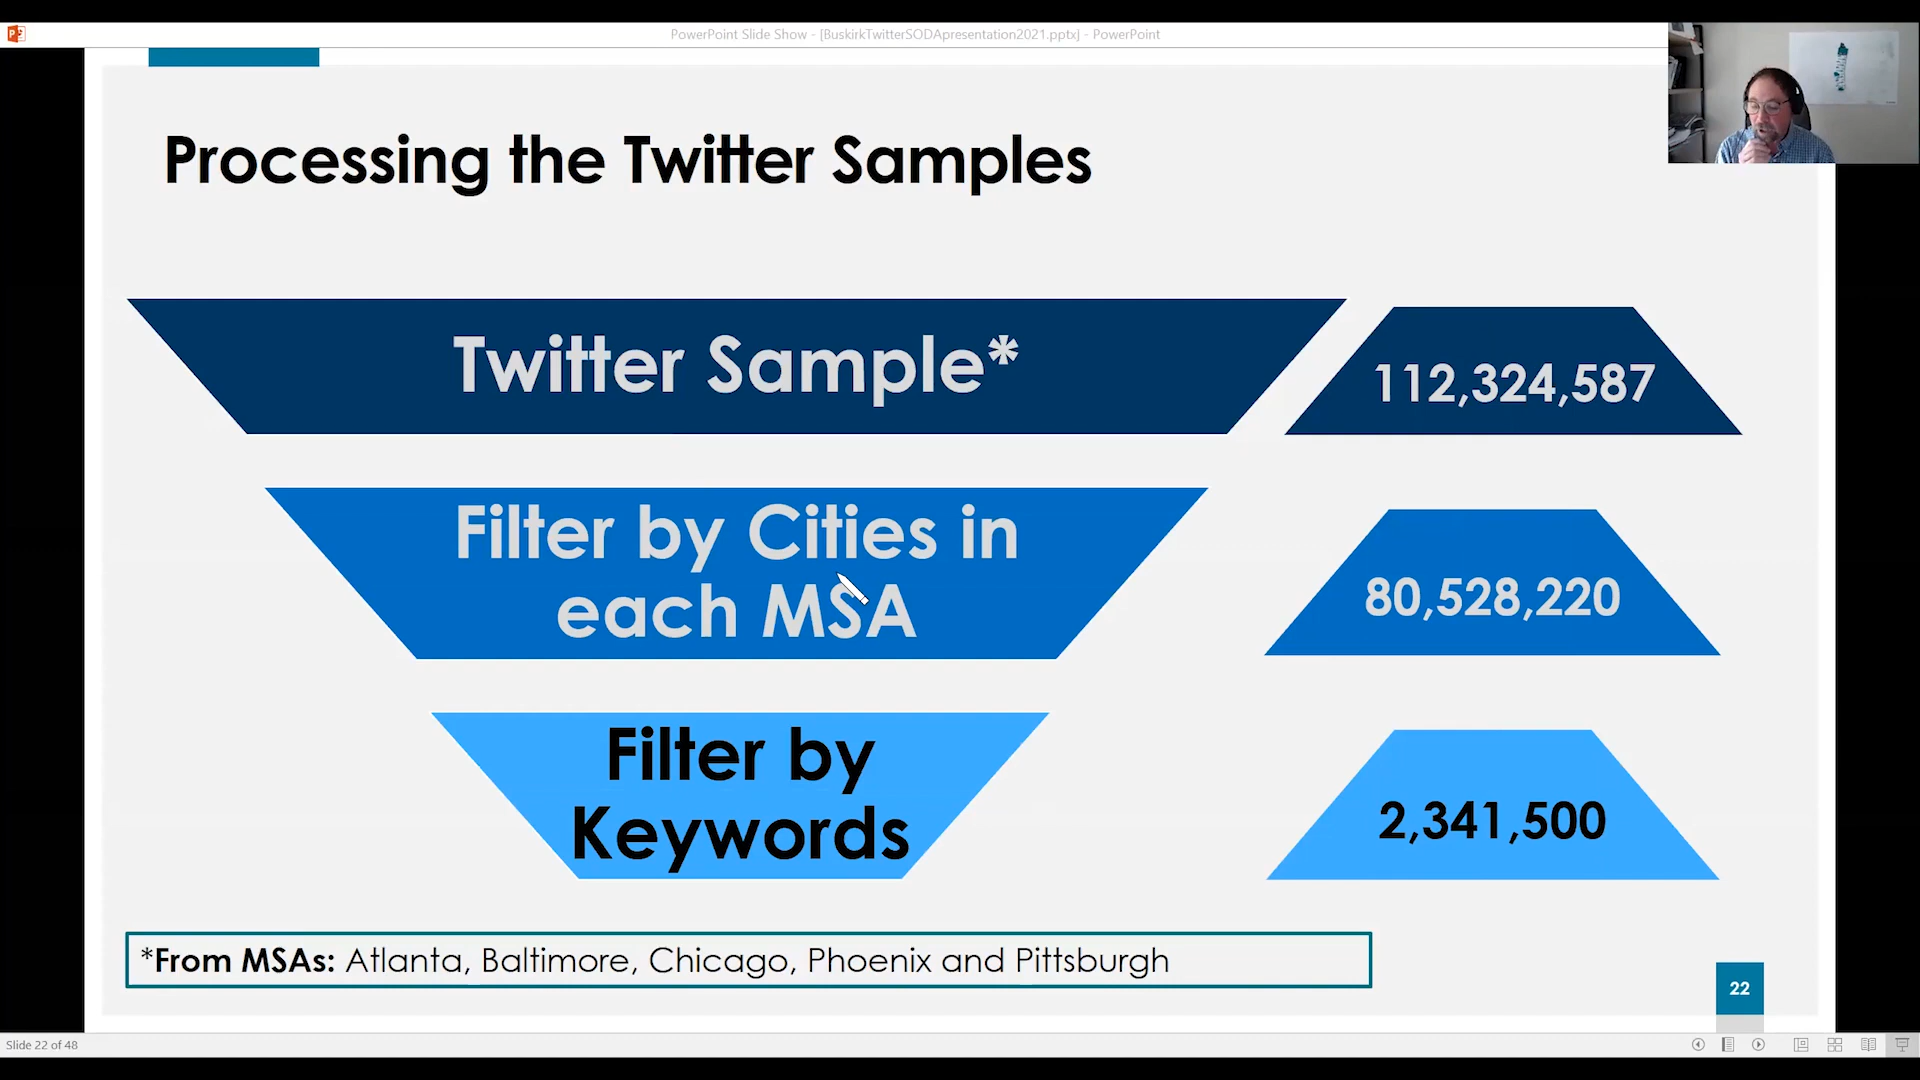 PowerPoint Slide Show - [BuskirkTwitterSODApresentation2021.pptx] - PowerPoint
Processing the Twitter Samples
Twitter Sample*
112,324,587
Filter by Cities in
each MSA
80,528,220
Filter by
Keywords
2,341,500
*From MSAs: Atlanta, Baltimore, Chicago, Phoenix and Pittsburgh
22
Slide 22 of 48